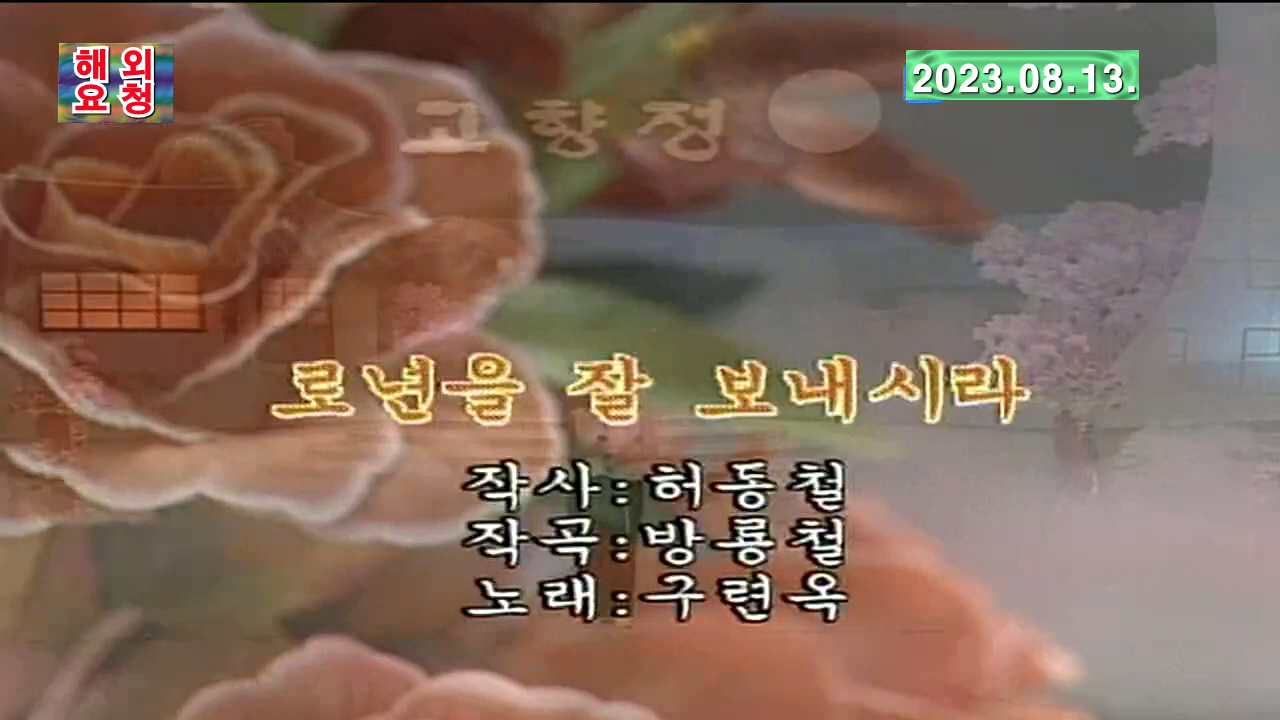 해외
요청
2023.08.13.
고향정
로년을 잘 보내시라
작사:허동철
작곡:방룡철
노래:구련옥